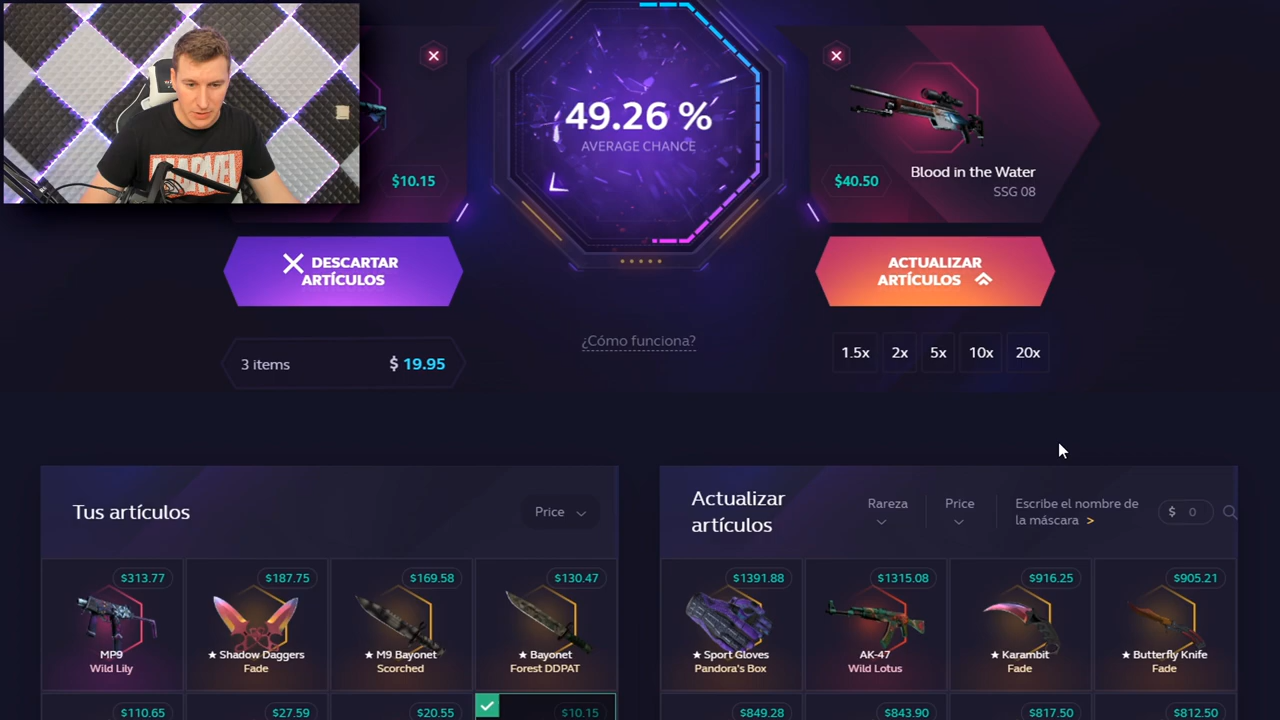 MARVEL
$10.15
49.26 %
AVERAGE CHANCE
$40.50
Blood in the Water
SSG 08
DESCARTAR
ARTÍCULOS
ACTUALIZAR
ARTÍCULOS
3 items
$ 19.95
¿Cómo funciona?
1.5x
2x
5x
10x
20x
Tus artículos
Price
Actualizar
artículos
Rareza
Price
Escribe el nombre de
la máscara >
$ 0
$313.77
$187.75
$169.58
$130.47
MP9
Wild Lily
★ Shadow Daggers
Fade
★ M9 Bayonet
Scorched
★ Bayonet
Forest DDPAT
$110.65
$27.59
$20.55
$10.15
$1391.88
$1315.08
$916.25
$905.21
★ Sport Gloves
Pandora's Box
AK-47
Wild Lotus
★ Karambit
Fade
★ Butterfly Knife
Fade
$849.28
$843.90
$817.50
$812.50